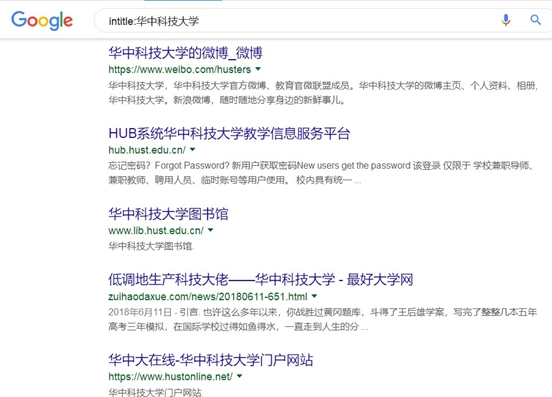 Google
intitle:华中科技大学
华中科技大学的微博_微博
https://www.weibo.com/husters
华中科技大学，华中科技大学官方微博、教育官微联盟成员。华中科技大学的微博主页、个人资料、相册,
华中科技大学。新浪微博，随时随地分享身边的新鲜事儿。
HUB系统华中科技大学教学信息服务平台
hub.hust.edu.cn/
忘记密码？Forgot Password? 新用户获取密码New users get the password 该登录 仅限于 学校兼职导师、
兼职教师、聘用人员、临时账号等用户使用。 校内具有统一 ...
华中科技大学图书馆
www.lib.hust.edu.cn/
华中科技大学图书馆.
低调地生产科技大佬——华中科技大学 - 最好大学网
zuihaodaxue.com/news/20180611-651.html
2018年6月11日 - 引言. 也许这么多年以来，你战胜过黄冈题库，斗得了王后雄学案，写完了整整几本五年
高考三年模拟，在国际学校过得如鱼得水，一直走到人生的分 ...
华中大在线-华中科技大学门户网站
https://www.hustonline.net/
华中科技大学门户网站.